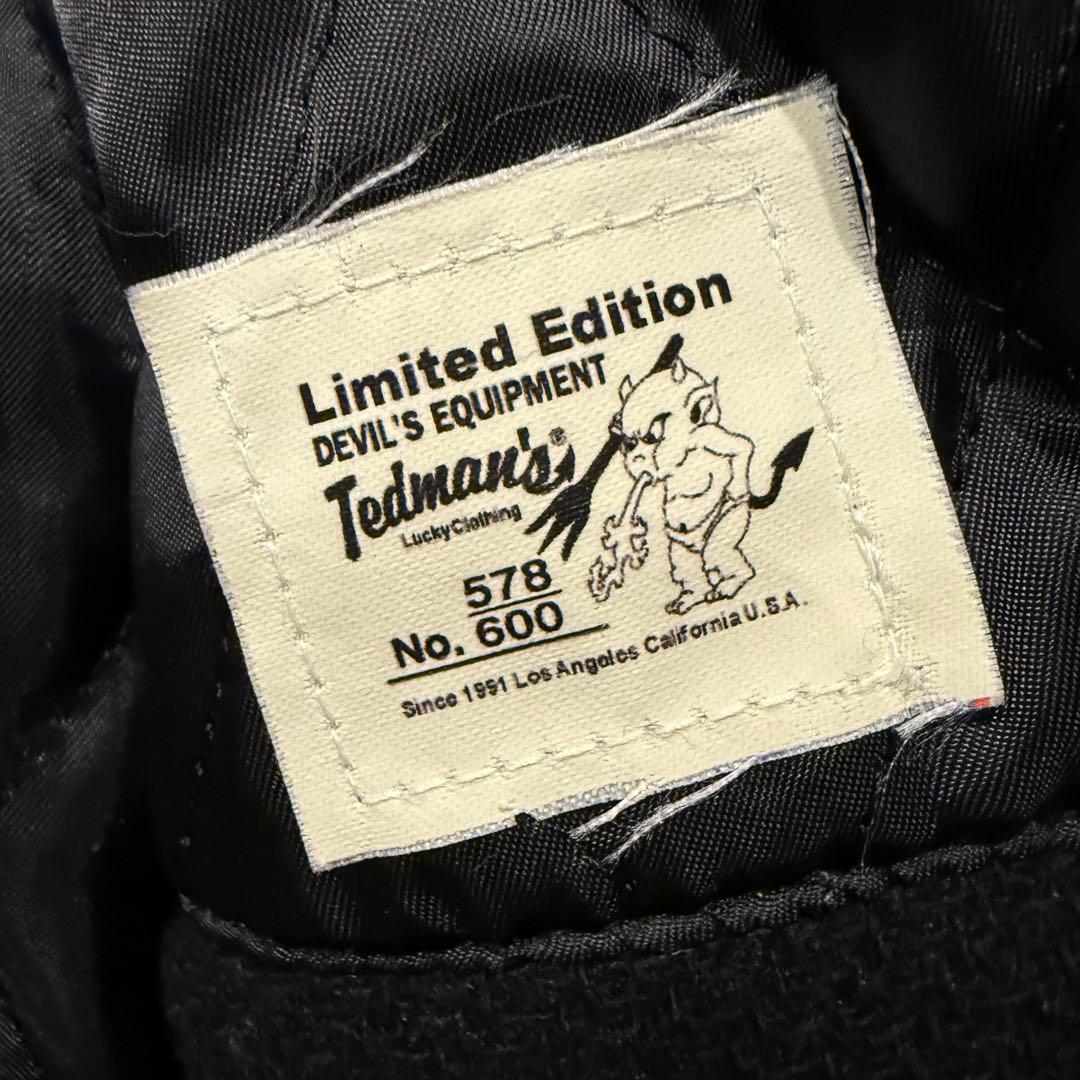 Limited Edition
DEVIL'S EQUIPMENT
Tedman's®
LuckyClothing
578
No. 600
Since 1991 Los Angeles California U.S.A.